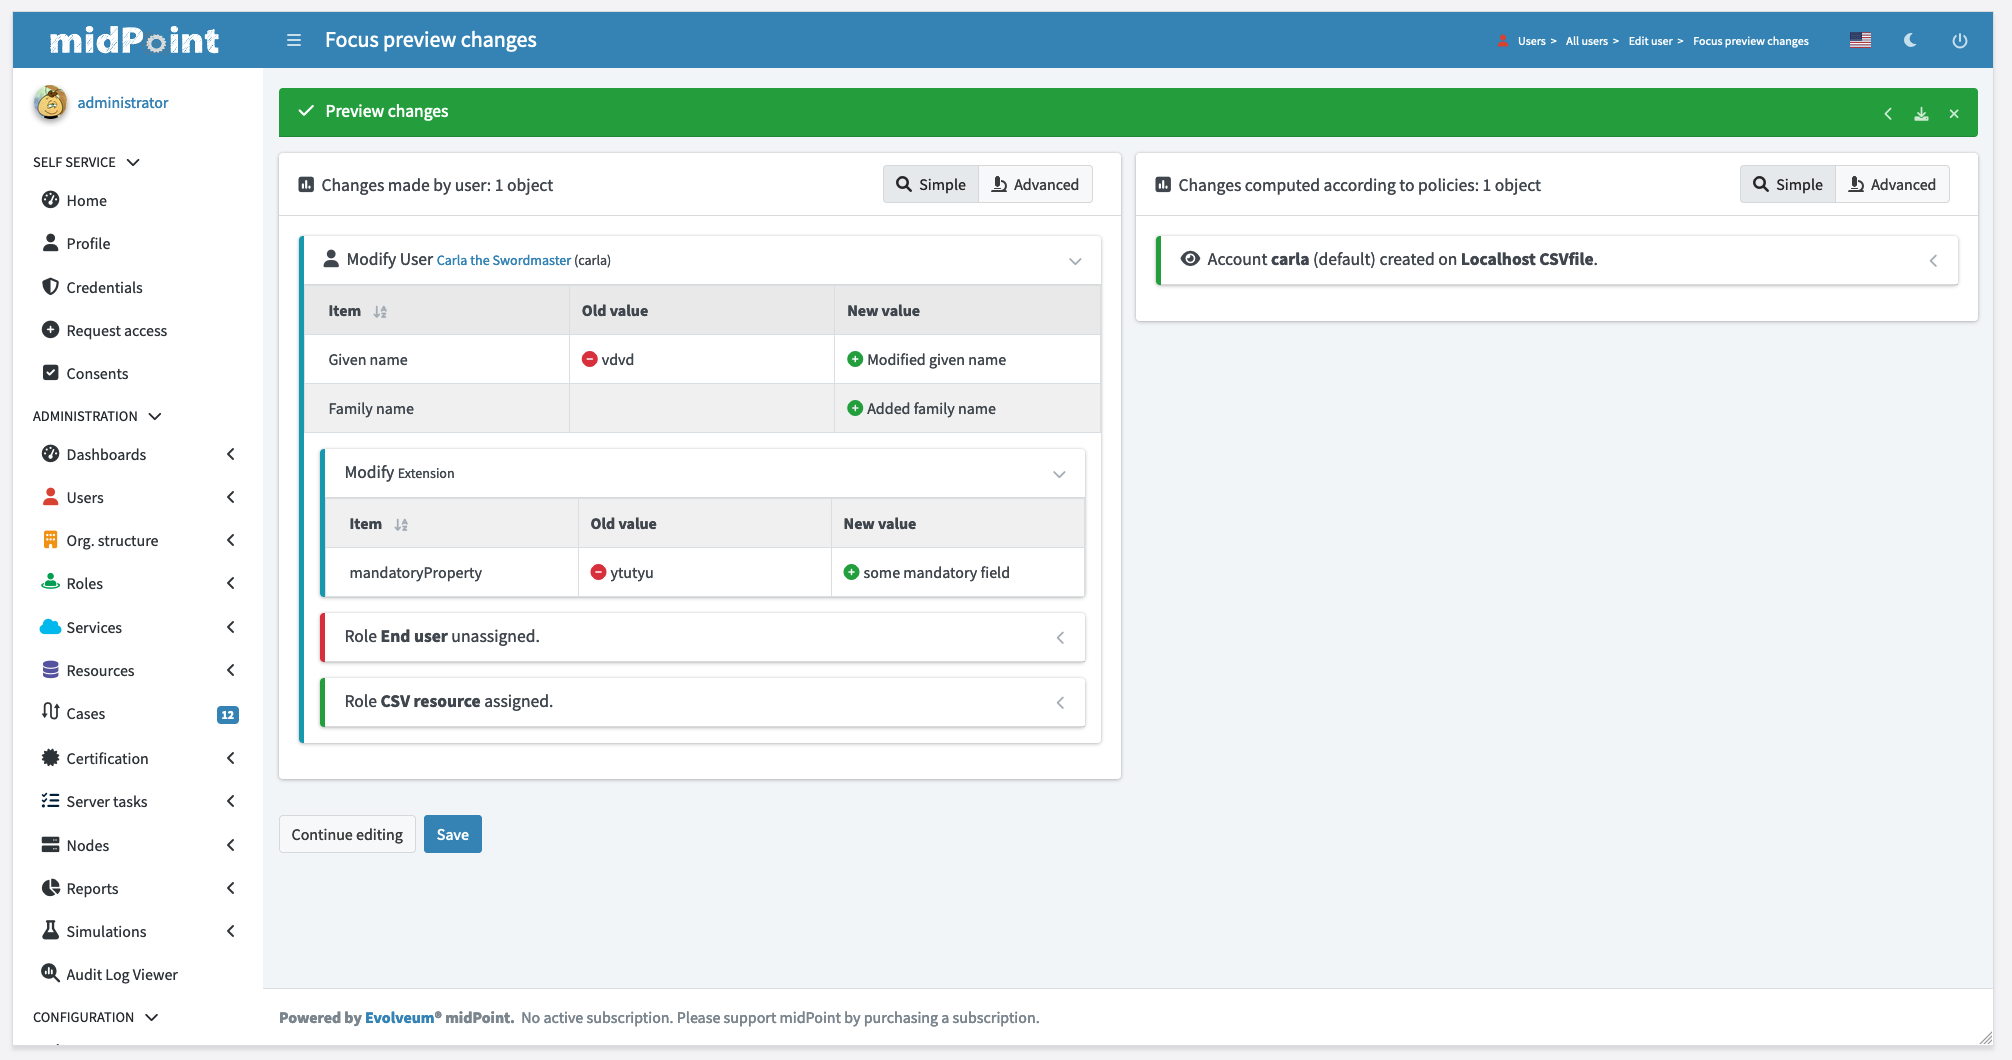 midPoint
Focus preview changes
Users > All users > Edit user > Focus preview changes
administrator
SELF SERVICE
Home
Profile
Credentials
Request access
Consents
ADMINISTRATION
Dashboards
Users
Org. structure
Roles
Services
Resources
Cases 12
Certification
Server tasks
Nodes
Reports
Simulations
Audit Log Viewer
CONFIGURATION
Preview changes
Changes made by user: 1 object
Simple Advanced
Modify User Carla the Swordmaster (carla)
Item Old value New value
Given name vdvd Modified given name
Family name Added family name
Modify Extension
Item Old value New value
mandatoryProperty ytutyu some mandatory field
Role End user unassigned.
Role CSV resource assigned.
Changes computed according to policies: 1 object
Simple Advanced
Account carla (default) created on Localhost CSVfile.
Continue editing Save
Powered by Evolveum® midPoint. No active subscription. Please support midPoint by purchasing a subscription.